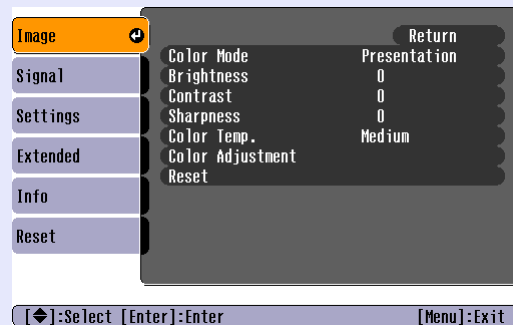 Image
Signal
Settings
Extended
Info
Reset
Return
Color Mode Presentation
Brightness 0
Contrast 0
Sharpness 0
Color Temp. Medium
Color Adjustment
Reset
[◆]:Select [Enter]:Enter [Menu]:Exit